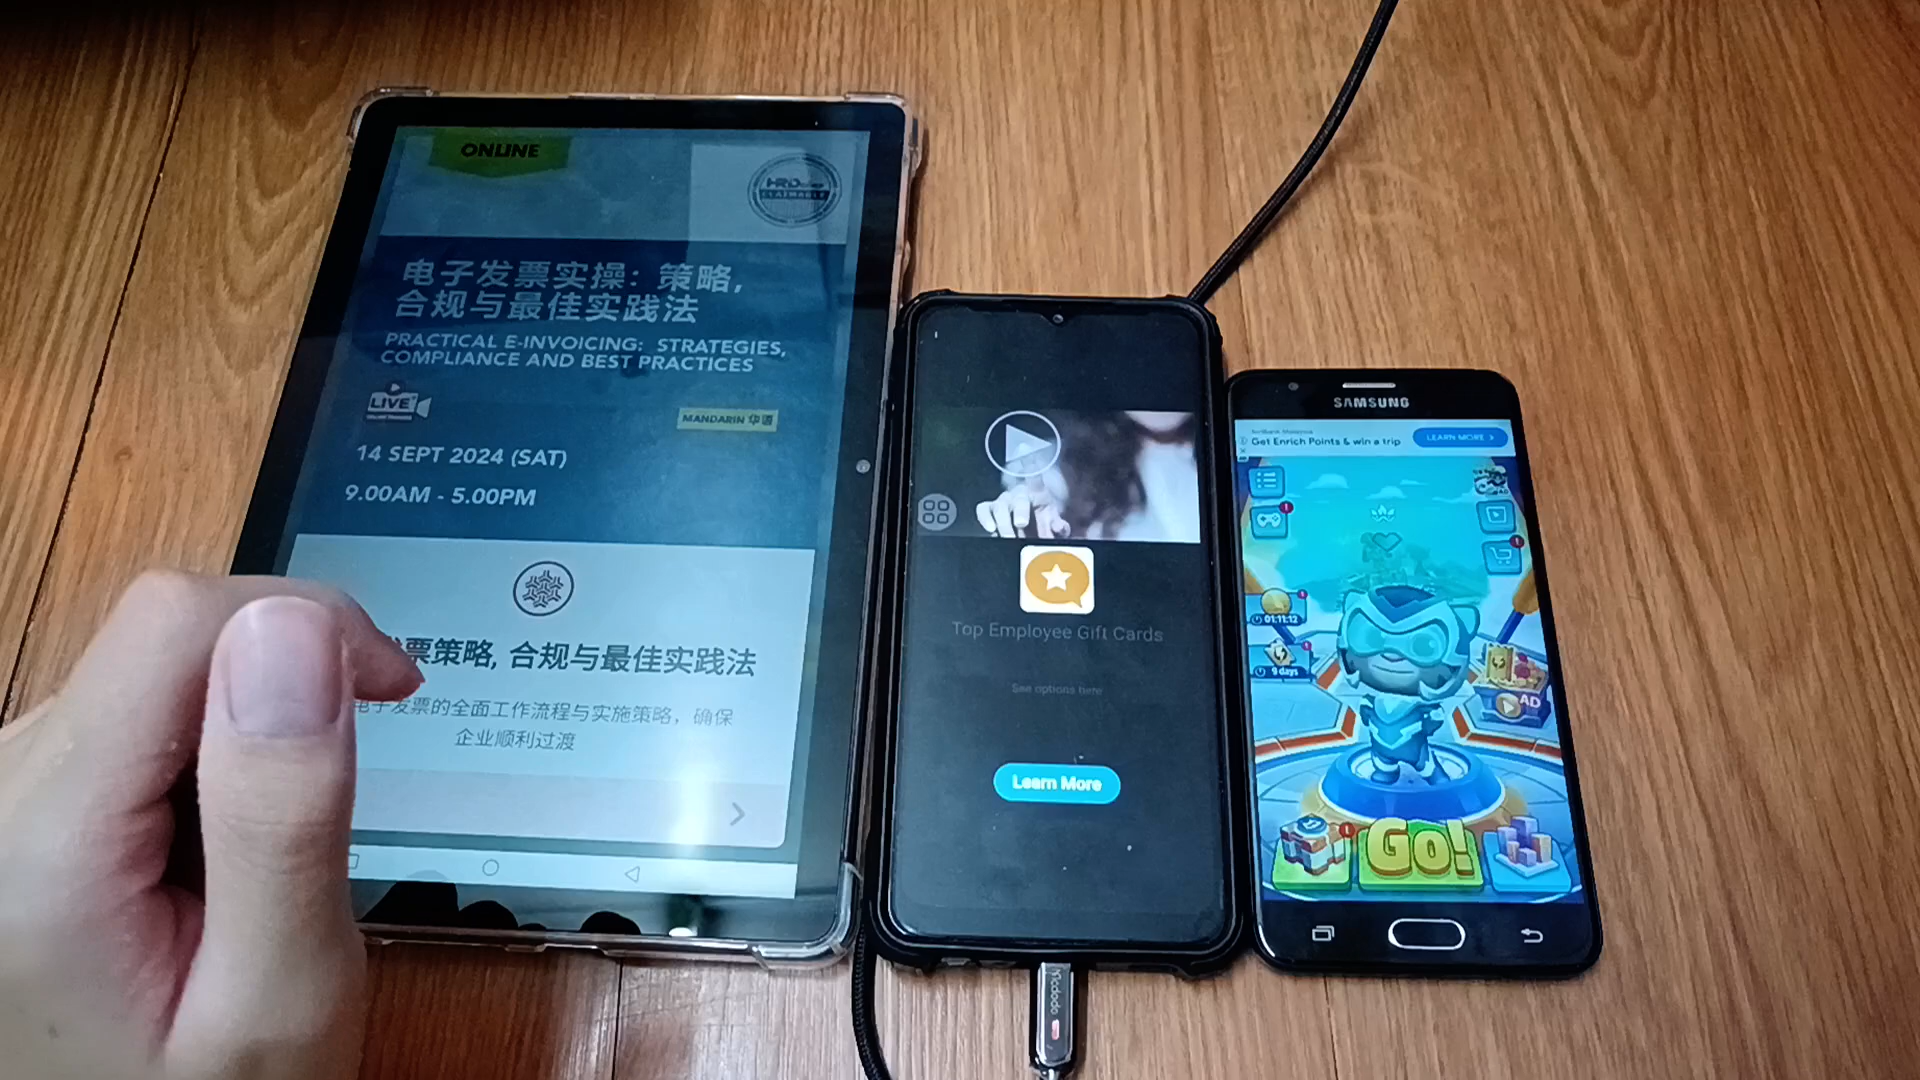 ONLINE
HRD corp
CLAIMABLE
电子发票实操：策略，
合规与最佳实践法
PRACTICAL E-INVOICING: STRATEGIES,
COMPLIANCE AND BEST PRACTICES
LIVE
MANDARIN 华语
14 SEPT 2024 (SAT)
9.00AM - 5.00PM
票策略, 合规与最佳实践法
电子发票的全面工作流程与实施策略，确保
企业顺利过渡
Top Employee Gift Cards
See options here
Learn More
Mcdodo
SAMSUNG
Get Enrich Points & win a trip
LEARN MORE >
01:11:12
9 days
AD
Go!